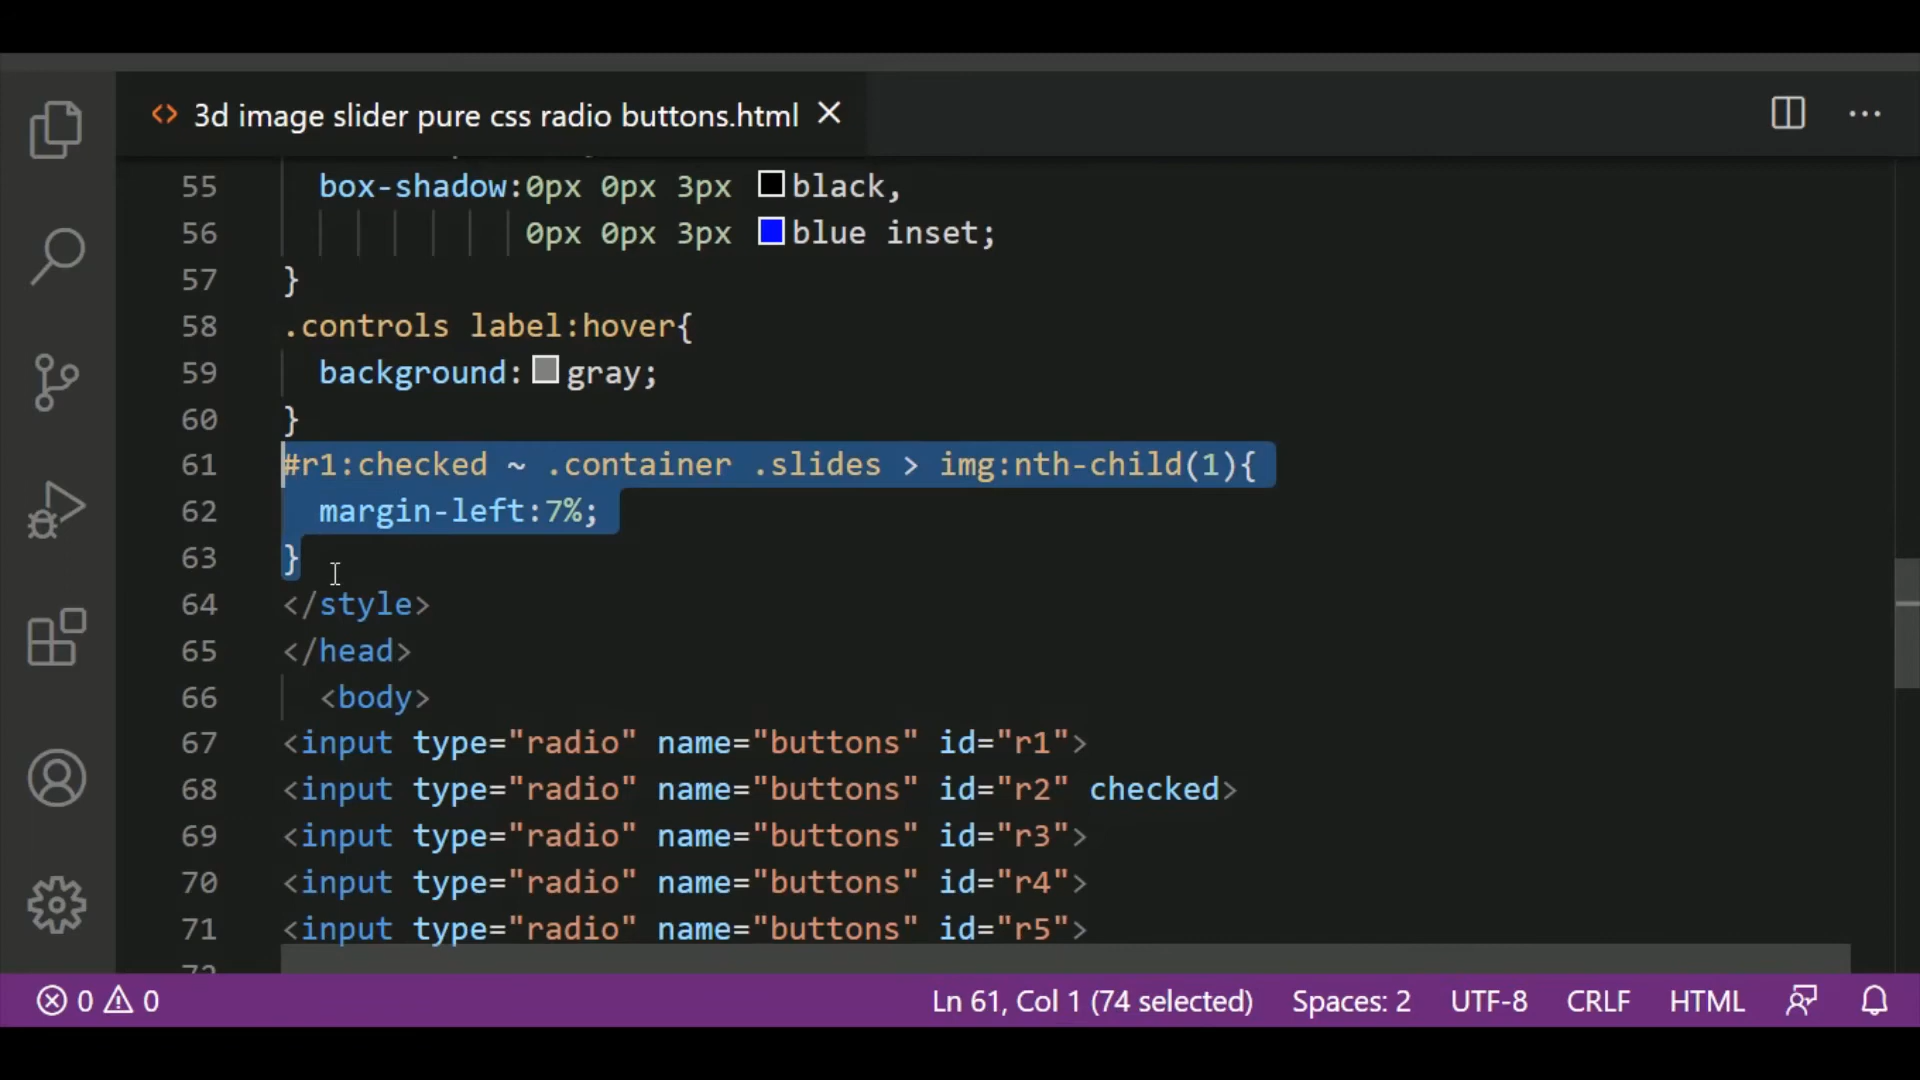 <> 3d image slider pure css radio buttons.html
55 box-shadow:0px 0px 3px black,
56 0px 0px 3px blue inset;
57 }
58 .controls label:hover{
59 background: gray;
60 }
61 #r1:checked ~ .container .slides > img:nth-child(1){
62 margin-left:7%;
63 }
64 </style>
65 </head>
66 <body>
67 <input type="radio" name="buttons" id="r1">
68 <input type="radio" name="buttons" id="r2" checked>
69 <input type="radio" name="buttons" id="r3">
70 <input type="radio" name="buttons" id="r4">
71 <input type="radio" name="buttons" id="r5">
0 0 Ln 61, Col 1 (74 selected) Spaces: 2 UTF-8 CRLF HTML